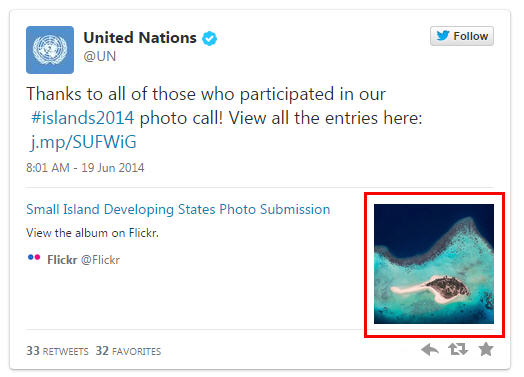 United Nations
@UN
Follow
Thanks to all of those who participated in our
#islands2014 photo call! View all the entries here:
j.mp/SUFWiG
8:01 AM - 19 Jun 2014
Small Island Developing States Photo Submission
View the album on Flickr.
Flickr @Flickr
33 RETWEETS 32 FAVORITES